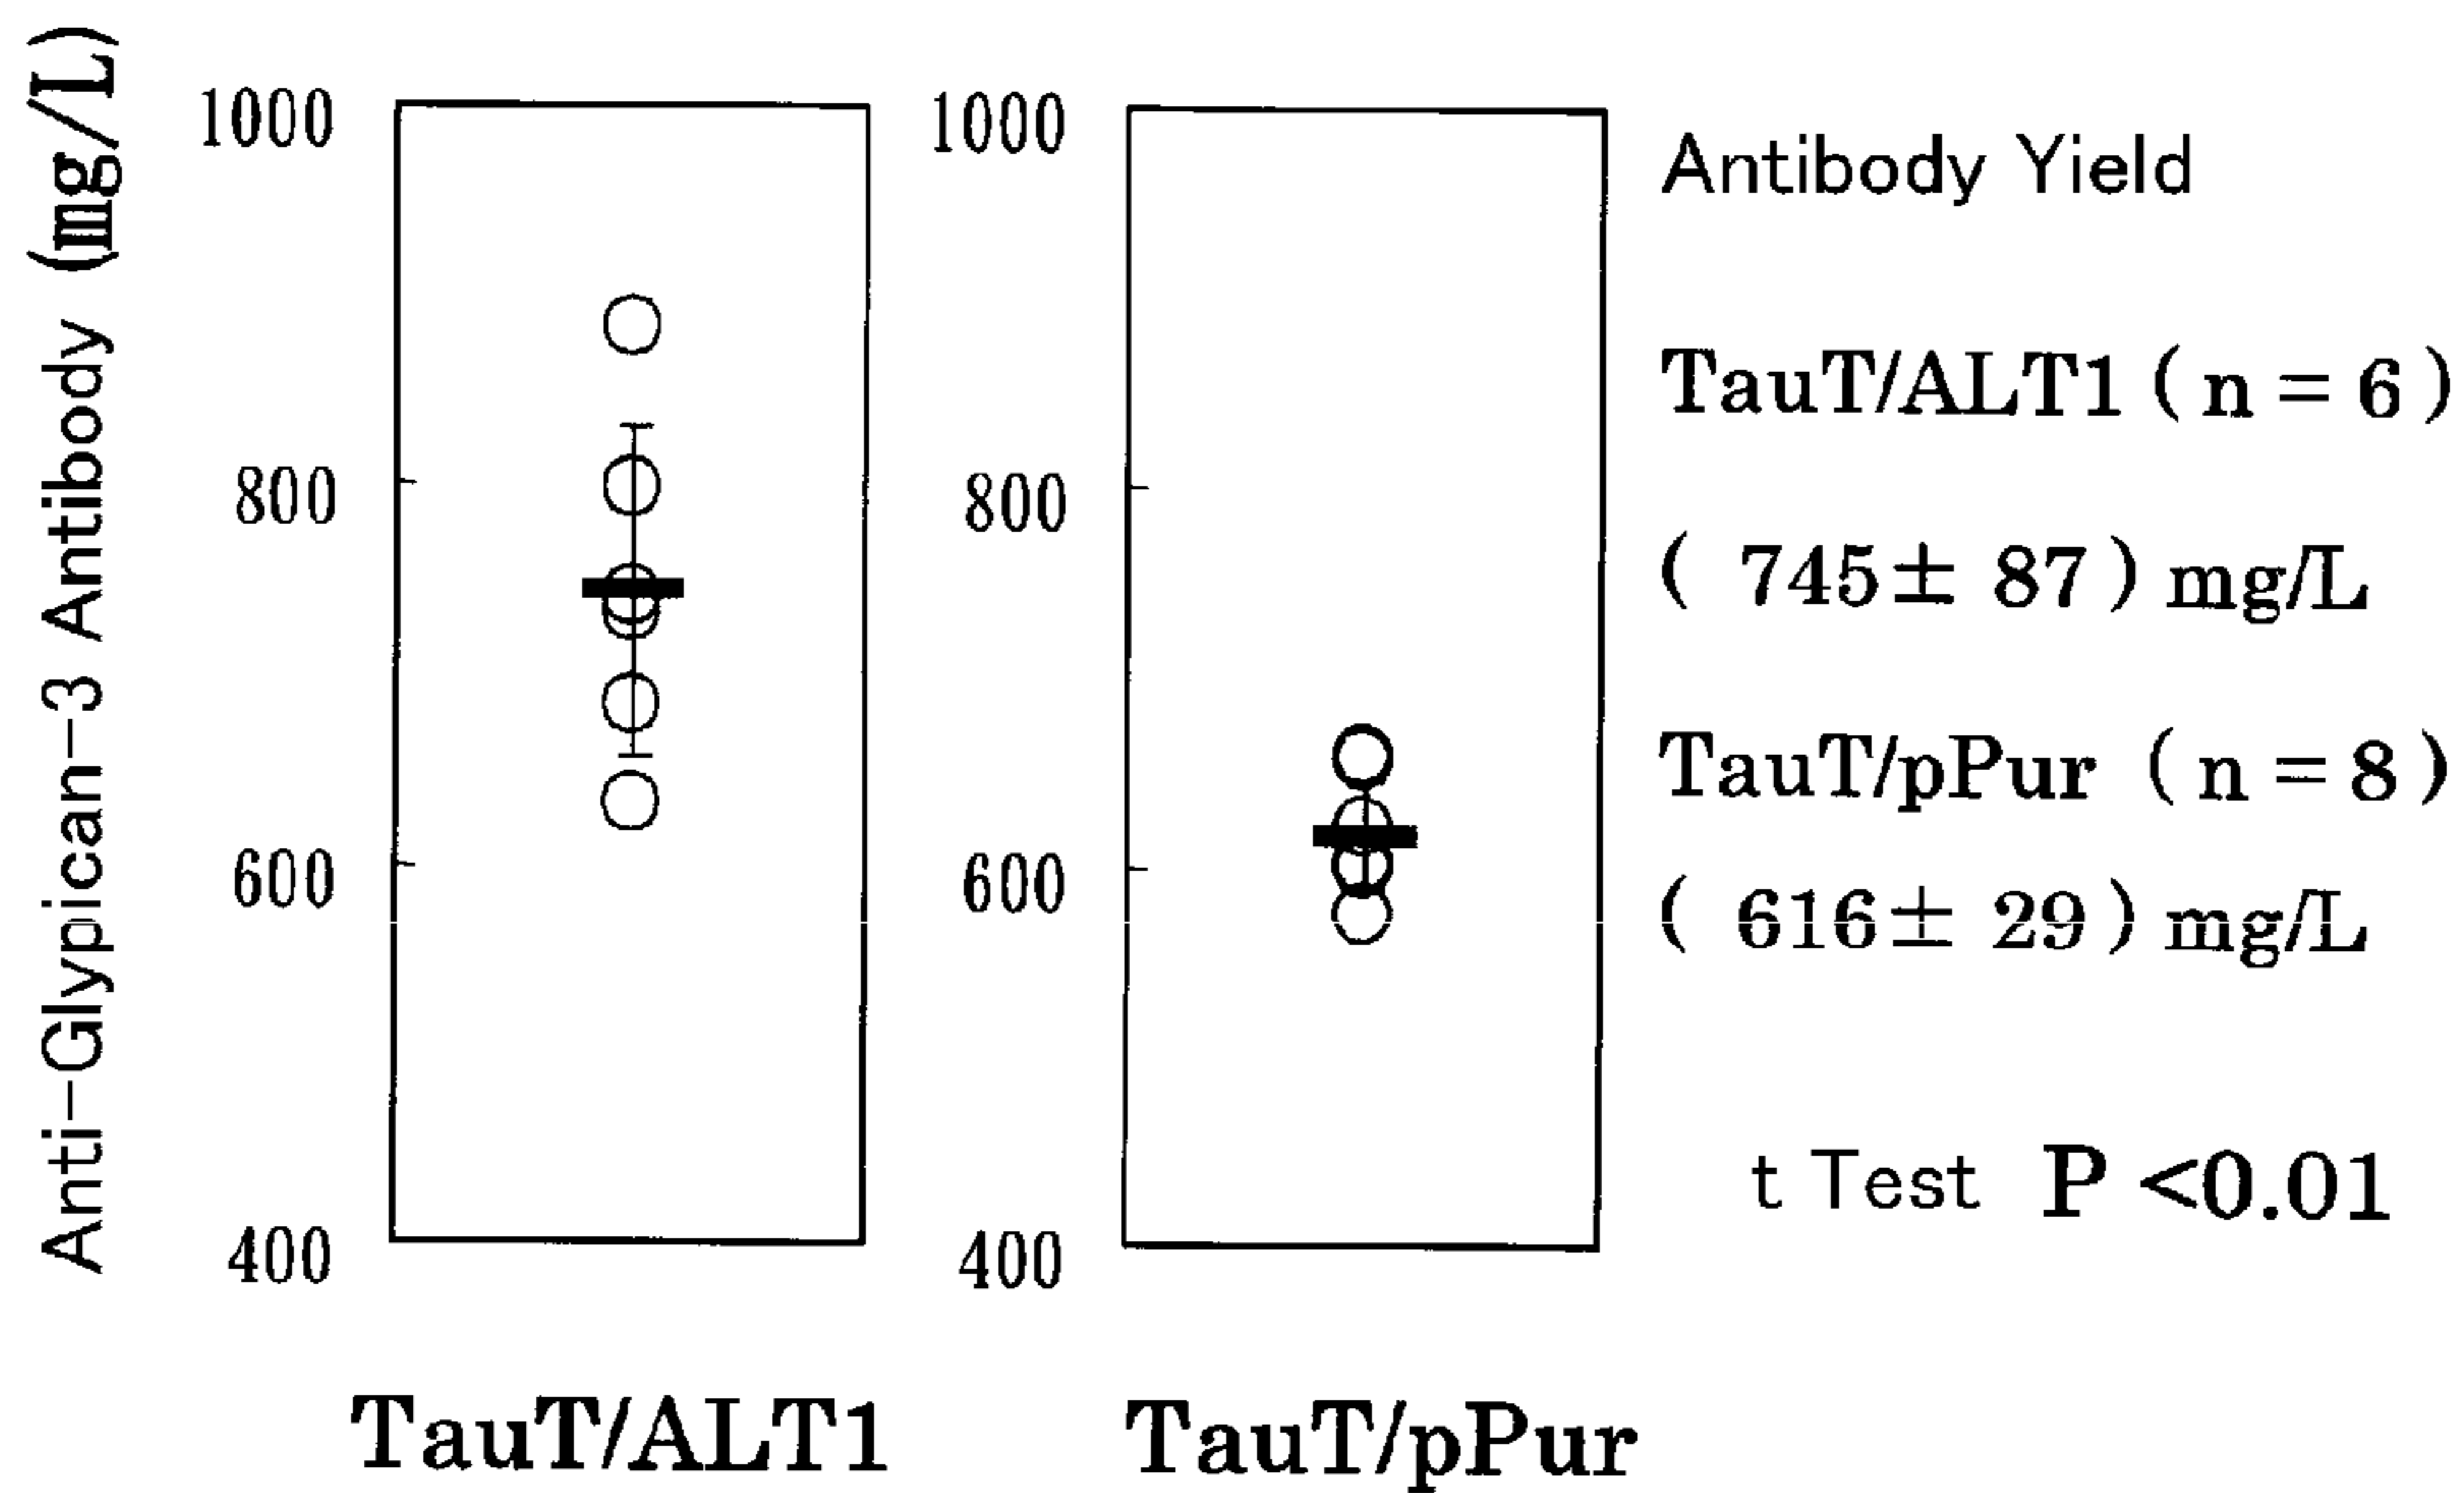 Anti-Glypican-3 Antibody (mg/L)
1000
800
600
400
TauT/ALT1
1000
800
600
400
TauT/pPur
Antibody Yield
TauT/ALT1 ( n = 6 )
( 745± 87 ) mg/L
TauT/pPur ( n = 8 )
( 616± 29 ) mg/L
t Test P <0.01